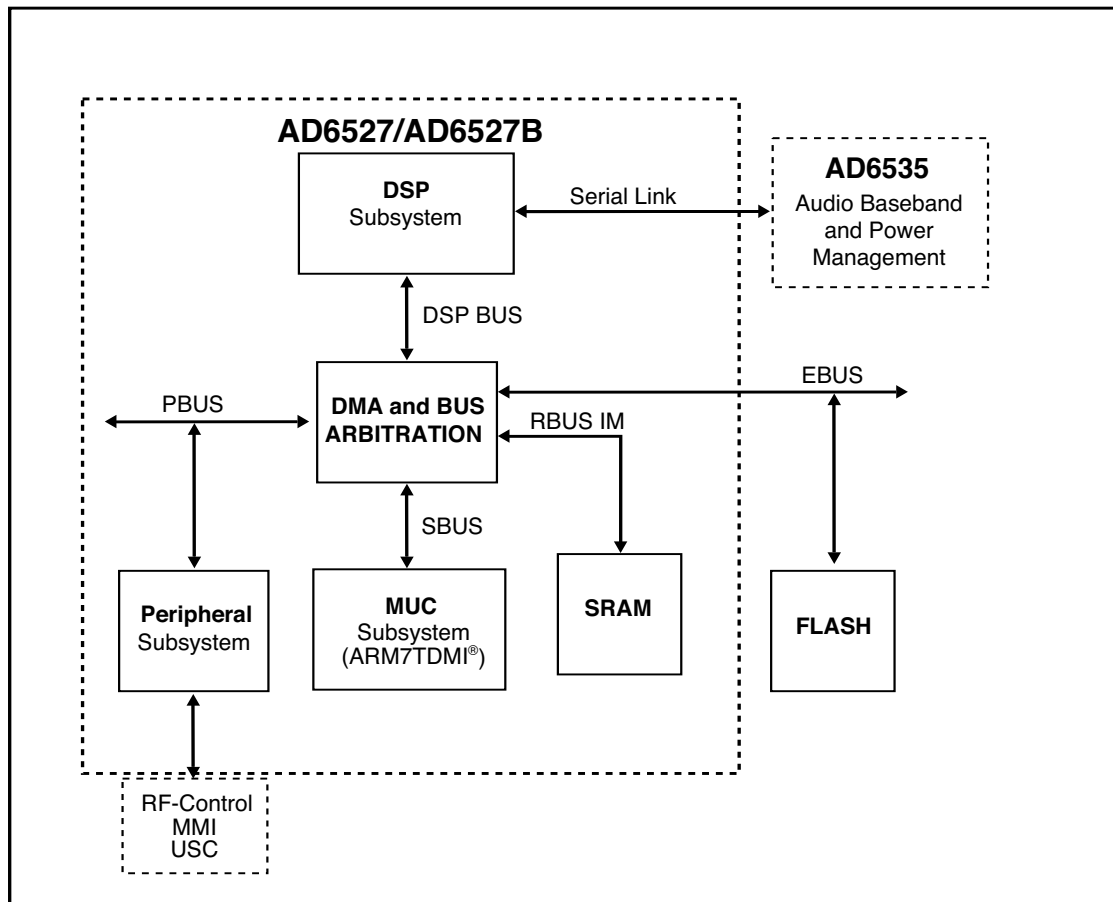 AD6527/AD6527B
DSP
Subsystem
Serial Link
AD6535
Audio Baseband
and Power
Management
DSP BUS
EBUS
PBUS
DMA and BUS
ARBITRATION
RBUS IM
SBUS
Peripheral
Subsystem
MUC
Subsystem
(ARM7TDMI®)
SRAM
FLASH
RF-Control
MMI
USC